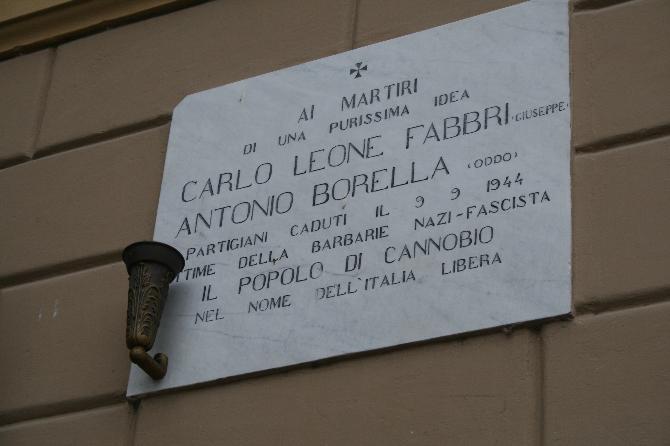 AI MARTIRI
DI UNA PURISSIMA IDEA
CARLO LEONE FABBRI (GIUSEPPE)
ANTONIO BORELLA (ODDO)
PARTIGIANI CADUTI IL 9 9 1944
TTIME DELLA BARBARIE NAZI-FASCISTA
IL POPOLO DI CANNOBIO
NEL NOME DELL'ITALIA LIBERA